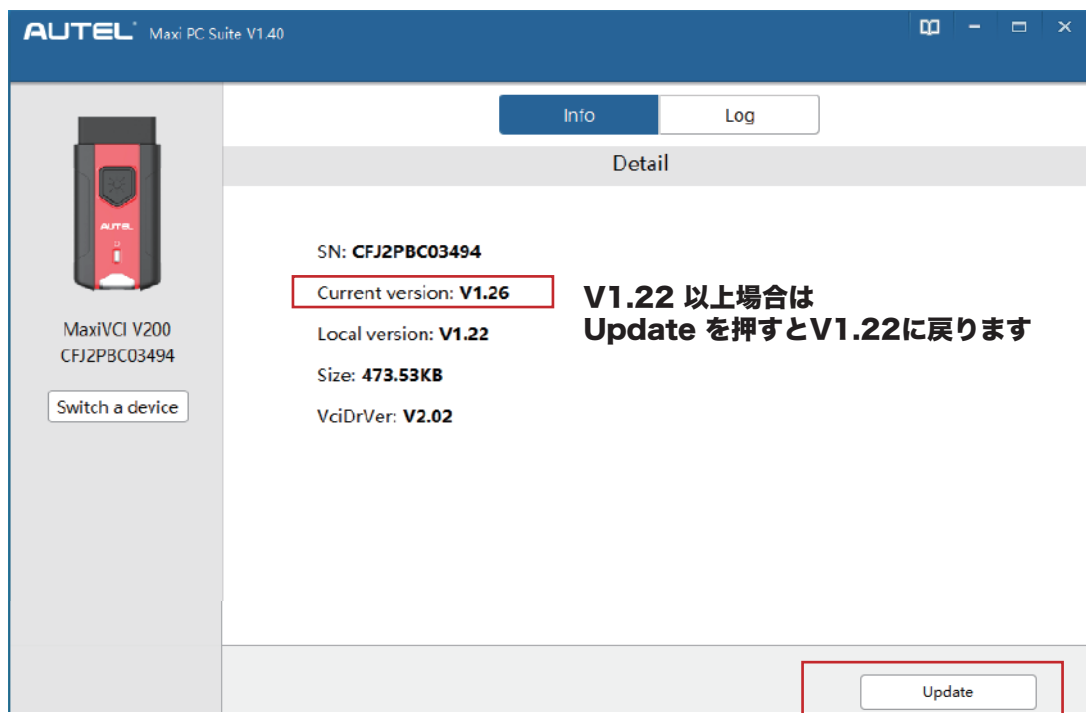 AUTEL Maxi PC Suite V1.40
Info
Log
Detail
AUTEL
SN: CFJ2PBC03494
Current version: V1.26
V1.22 以上場合は
Update を押すとV1.22に戻ります
Local version: V1.22
Size: 473.53KB
VciDrVer: V2.02
MaxiVCI V200
CFJ2PBC03494
Switch a device
Update